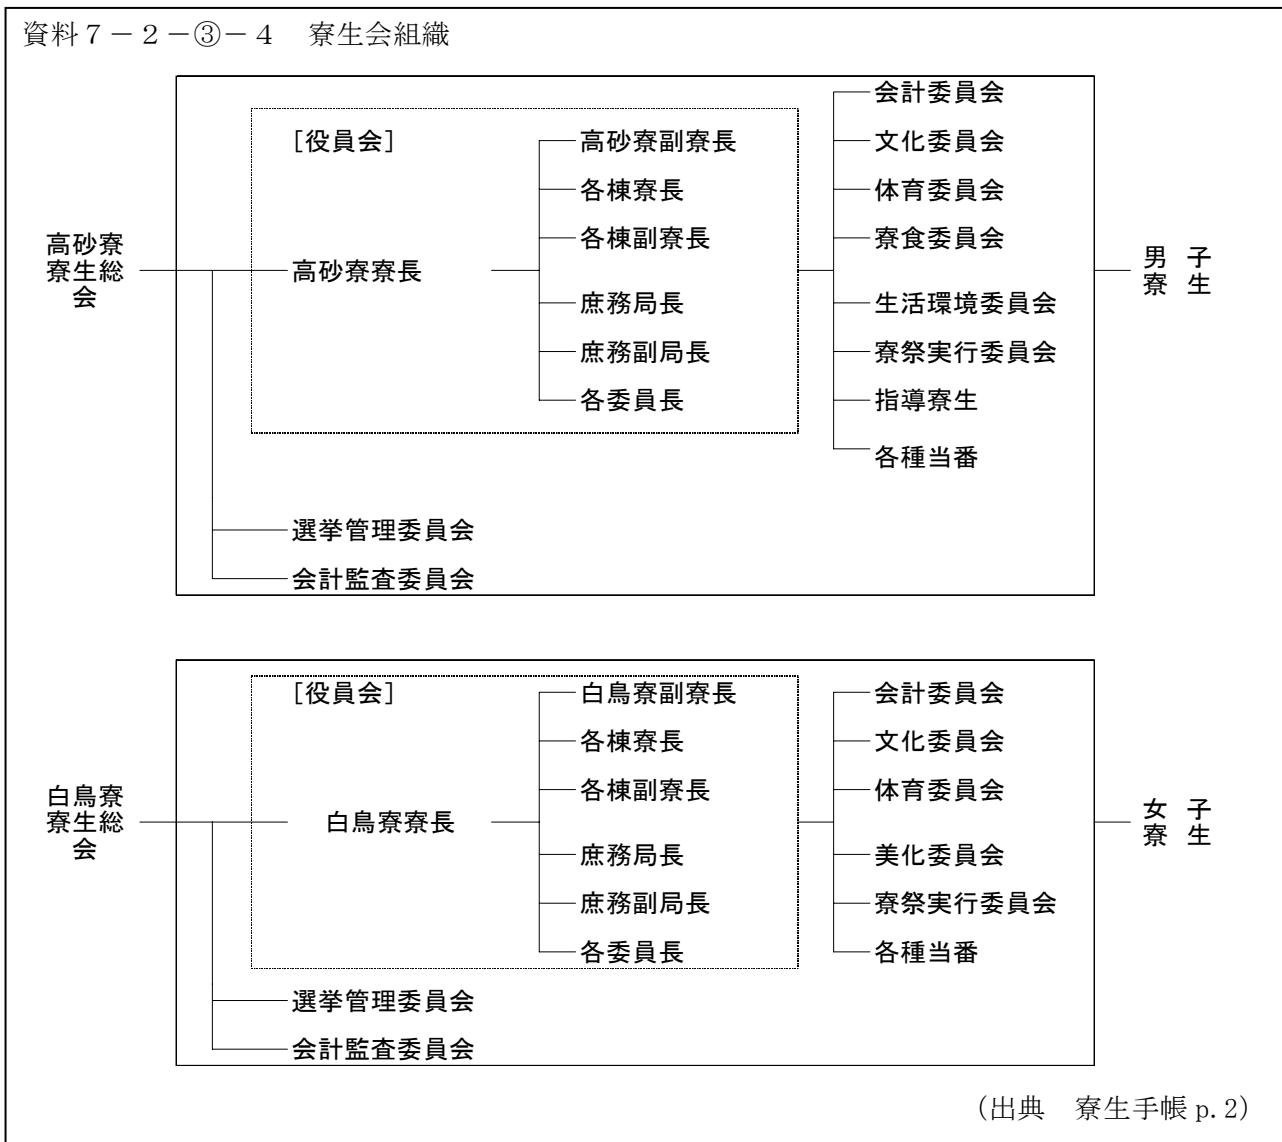 資料７－２－③－４　寮生会組織
高砂寮
寮生総
会
[役員会]
高砂寮寮長
高砂寮副寮長
各棟寮長
各棟副寮長
庶務局長
庶務副局長
各委員長
会計委員会
文化委員会
体育委員会
寮食委員会
生活環境委員会
寮祭実行委員会
指導寮生
各種当番
選挙管理委員会
会計監査委員会
男　子
寮　生
白鳥寮
寮生総
会
[役員会]
白鳥寮寮長
白鳥寮副寮長
各棟寮長
各棟副寮長
庶務局長
庶務副局長
各委員長
会計委員会
文化委員会
体育委員会
美化委員会
寮祭実行委員会
各種当番
選挙管理委員会
会計監査委員会
女　子
寮　生
（出典　寮生手帳 p.2）